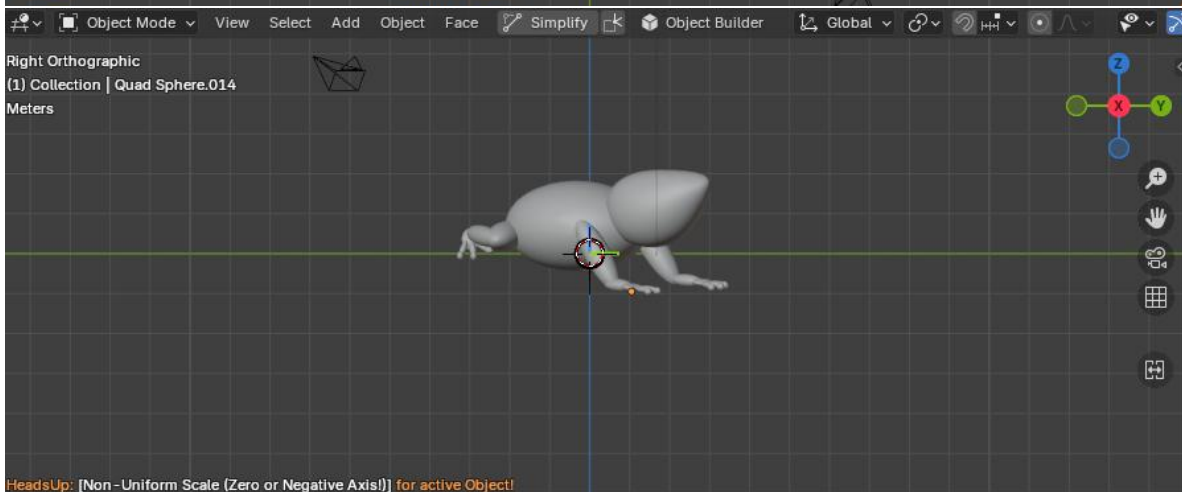 Object Mode View Select Add Object Face Simplify Object Builder Global
Right Orthographic
(1) Collection | Quad Sphere.014
Meters
Z
X
Y
HeadsUp: [Non-Uniform Scale (Zero or Negative Axis!)] for active Object!